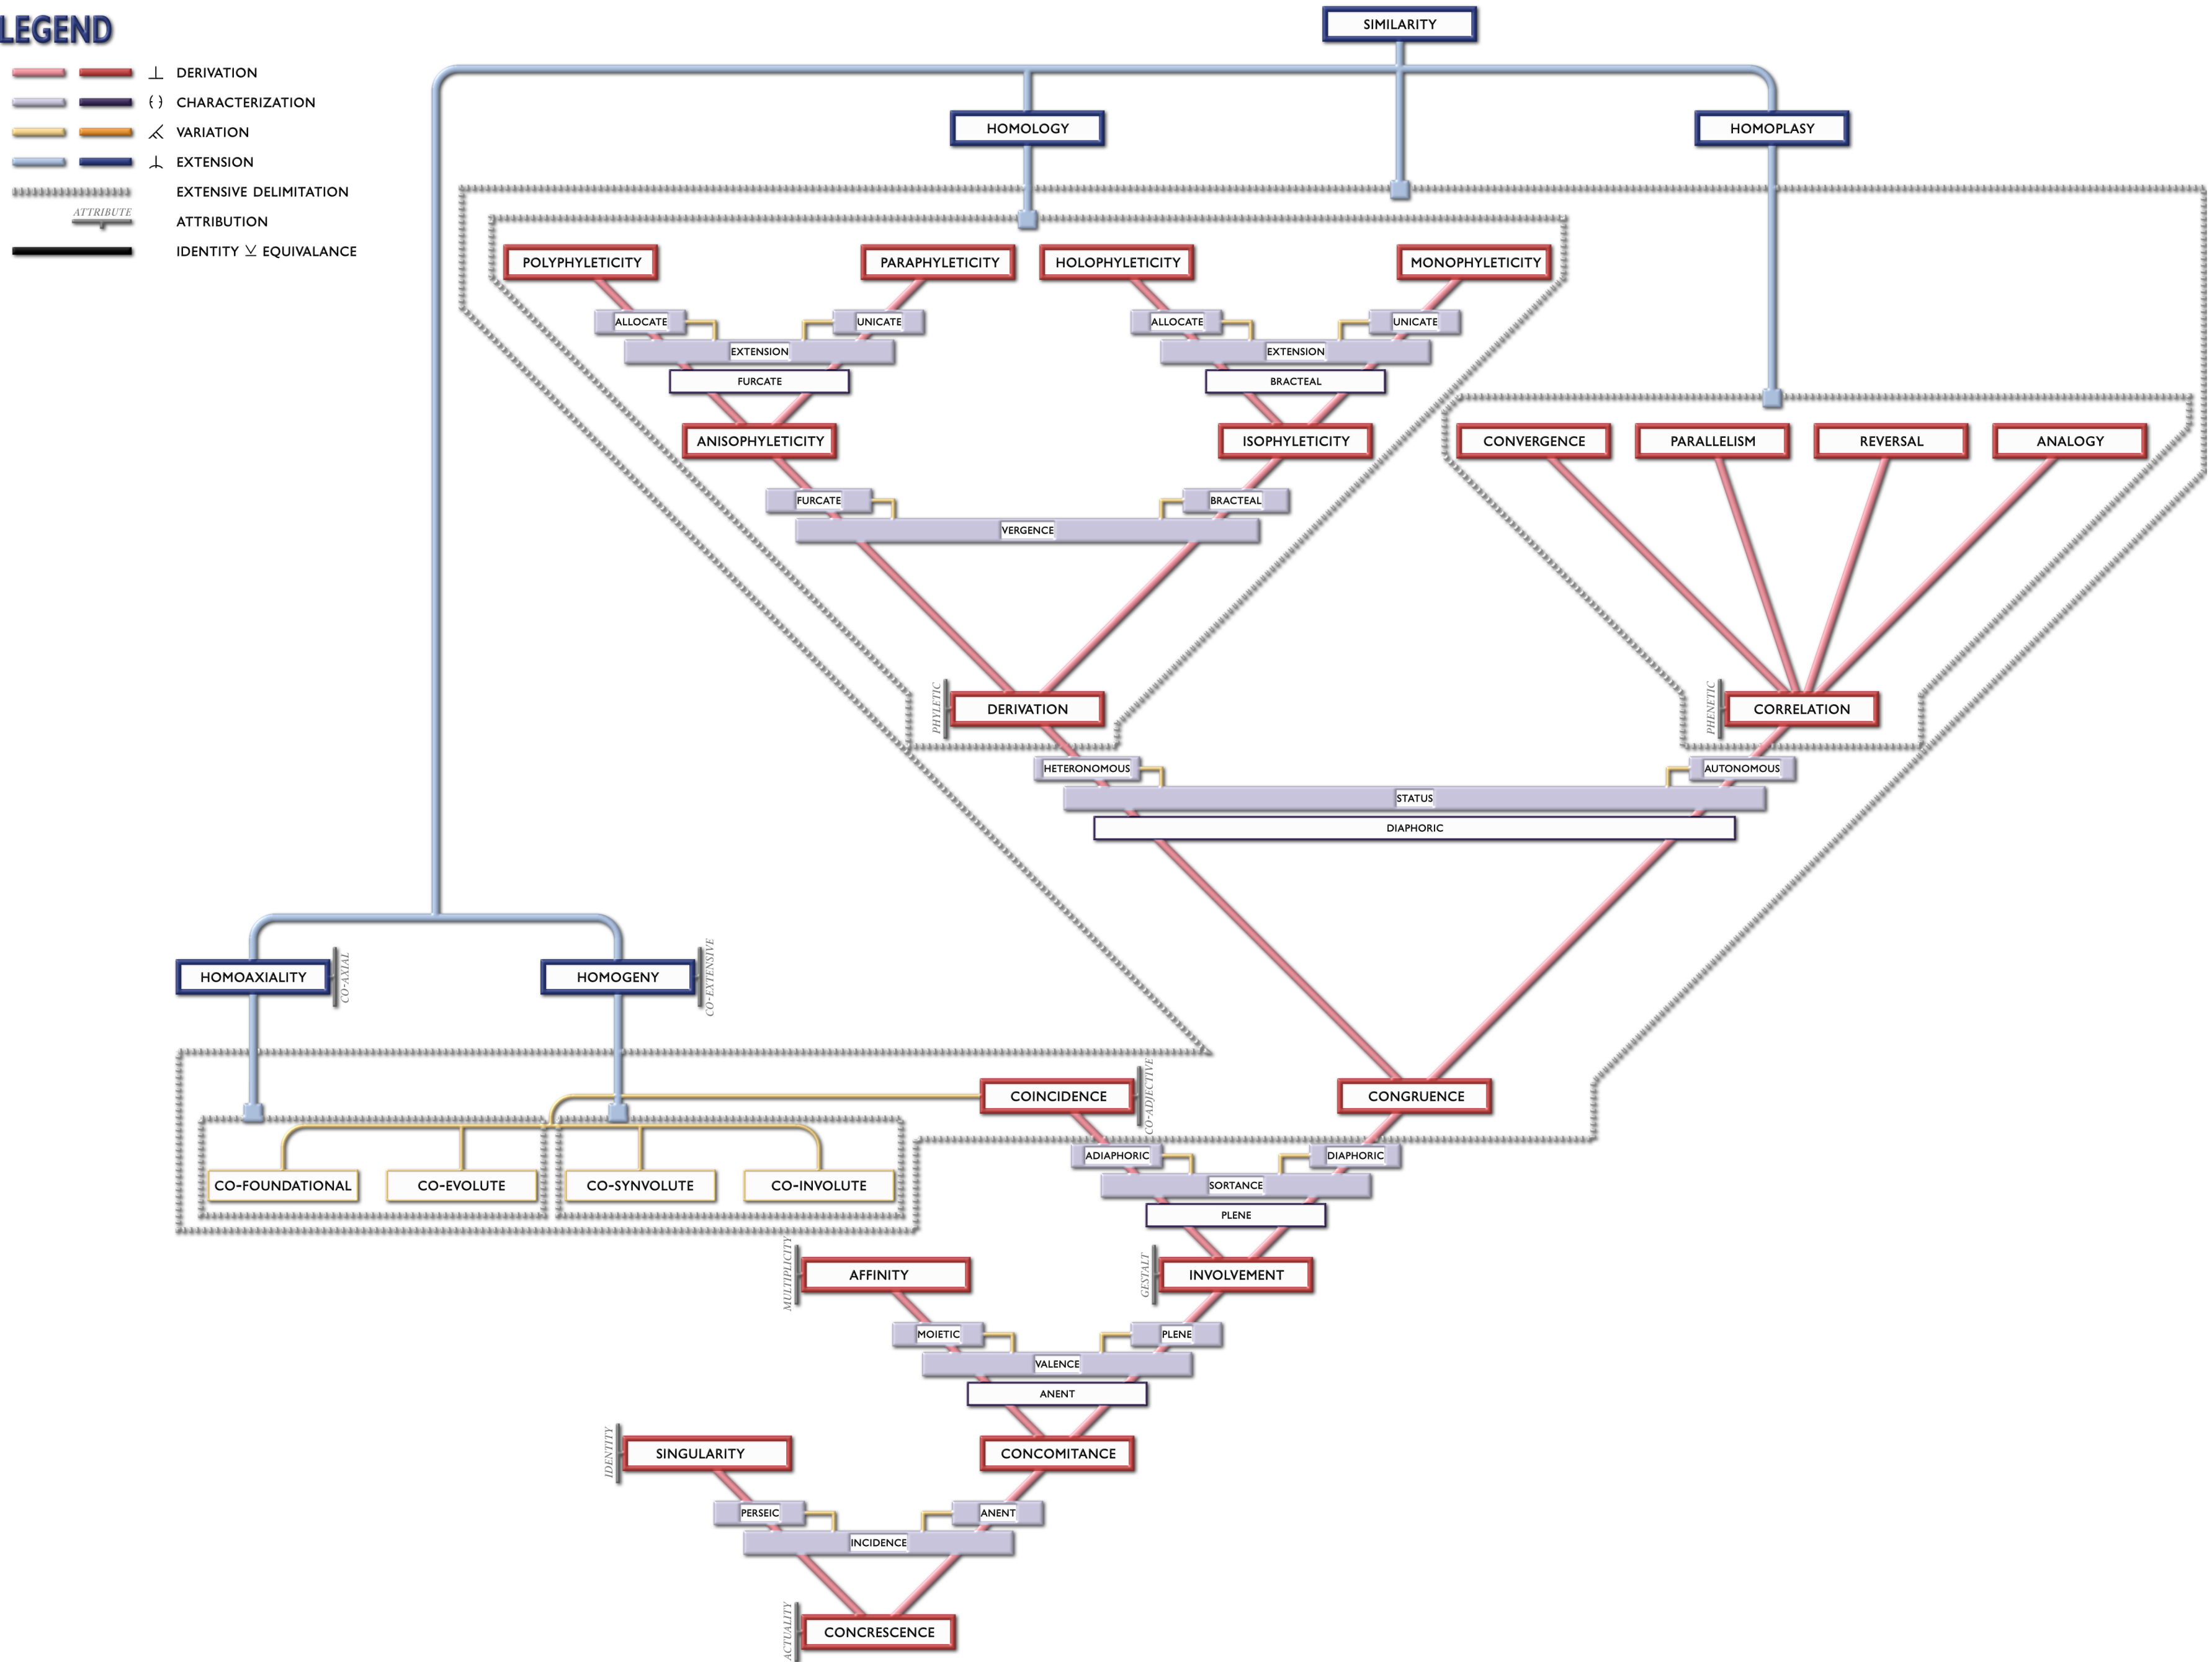 LEGEND
DERIVATION
CHARACTERIZATION
VARIATION
EXTENSION
EXTENSIVE DELIMITATION
ATTRIBUTE
ATTRIBUTION
IDENTITY ⊻ EQUIVALANCE
SIMILARITY
HOMOLOGY
HOMOPLASY
POLYPHYLETICITY
PARAPHYLETICITY
HOLOPHYLETICITY
MONOPHYLETICITY
ALLOCATE
UNICATE
ALLOCATE
UNICATE
EXTENSION
EXTENSION
FURCATE
BRACTEAL
ANISOPHYLETICITY
ISOPHYLETICITY
CONVERGENCE
PARALLELISM
REVERSAL
ANALOGY
FURCATE
BRACTEAL
VERGENCE
PHYLETIC
DERIVATION
PHENETIC
CORRELATION
HETERONOMOUS
AUTONOMOUS
STATUS
DIAPHORIC
HOMOAXIALITY
CO-AXIAL
HOMOGENY
CO-EXTENSIVE
COINCIDENCE
CO-ADJECTIVE
CONGRUENCE
ADIAPHORIC
DIAPHORIC
CO-FOUNDATIONAL
CO-EVOLUTE
CO-SYNVOLUTE
CO-INVOLUTE
SORTANCE
PLENE
MULTIPLICITY
AFFINITY
GESTALT
INVOLVEMENT
MOIETIC
PLENE
VALENCE
ANENT
IDENTITY
SINGULARITY
CONCOMITANCE
PERSEIC
ANENT
INCIDENCE
ACTUALITY
CONCRESCENCE